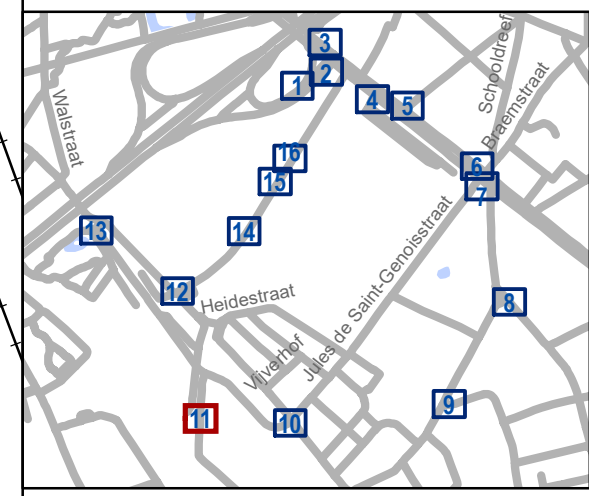 3
2
1
4
5
Schooldreef
Braemstraat
Walstraat
16
15
6
7
13
14
Jules de Saint-Genoisstraat
12
Heidestraat
8
Vijverhof
11
10
9